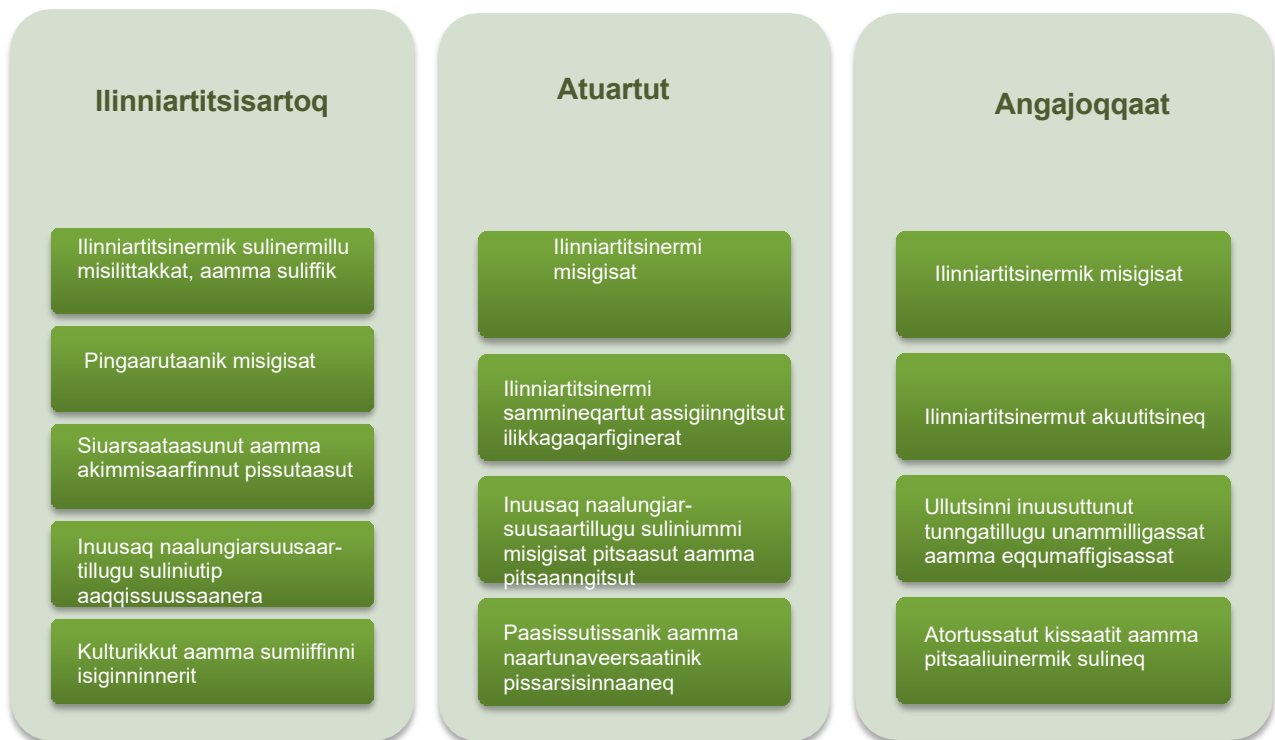 Ilinniartitsisartoq
Ilinniartitsinermik sulinermillu
misilittakkat, aamma suliffik
Pingaarutaanik misigisat
Siuarsaataasunut aamma
akimmisaarfinnut pissutaasut
Inuusaq naalungiarsuusaar-
tillugu suliniutip
aaqqissuussaanera
Kulturikkut aamma sumiiffinni
isiginninnerit
Atuartut
Ilinniartitsinermi
misigisat
Ilinniartitsinermi
sammineqartut assigiinngitsut
ilikkagaqarfiginerat
Inuusaq naalungiar-
suusaartillugu suliniummi
misigisat pitsaasut aamma
pitsaanngitsut
Paasissutissanik aamma
naartunaveersaatinik
pissarsisinnaaneq
Angajoqqaat
Ilinniartitsinermik misigisat
Ilinniartitsinermut akuutitsineq
Ullutsinni inuusuttunut
tunngatillugu unammilligassat
aamma eqqumaffigisassat
Atortussatut kissaatit aamma
pitsaaliuinermik sulineq